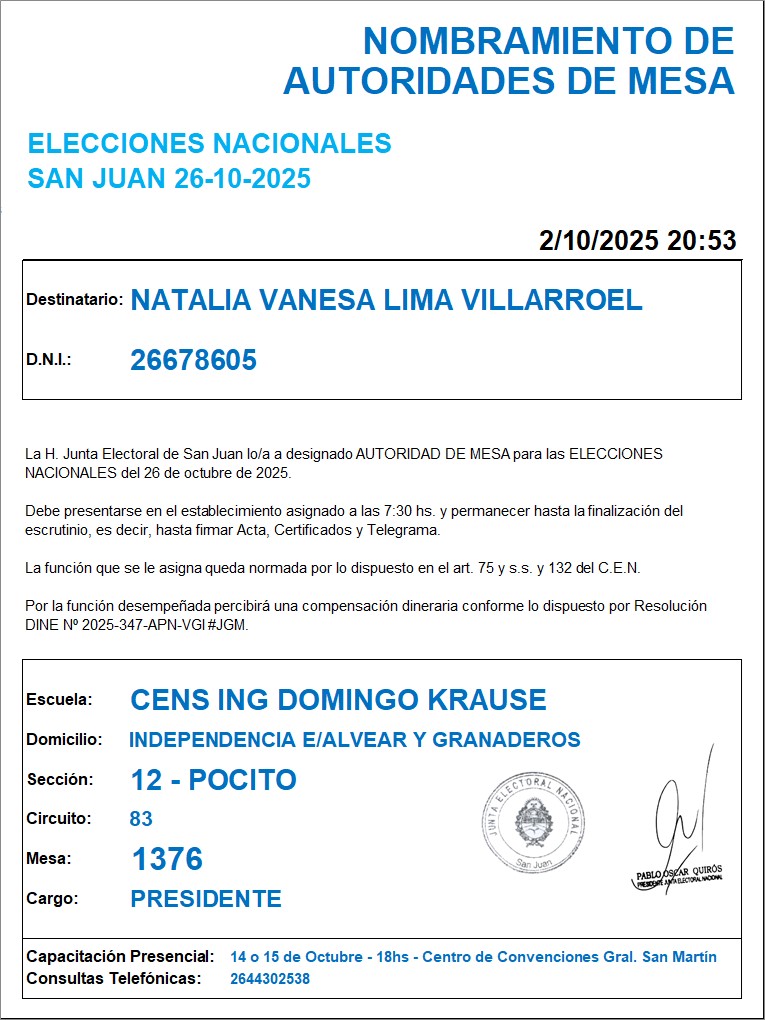 NOMBRAMIENTO DE
AUTORIDADES DE MESA
ELECCIONES NACIONALES
SAN JUAN 26-10-2025
2/10/2025 20:53
Destinatario: NATALIA VANESA LIMA VILLARROEL
D.N.I.: 26678605
La H. Junta Electoral de San Juan lo/a a designado AUTORIDAD DE MESA para las ELECCIONES
NACIONALES del 26 de octubre de 2025.
Debe presentarse en el establecimiento asignado a las 7:30 hs. y permanecer hasta la finalización del
escrutinio, es decir, hasta firmar Acta, Certificados y Telegrama.
La función que se le asigna queda normada por lo dispuesto en el art. 75 y s.s. y 132 del C.E.N.
Por la función desempeñada percibirá una compensación dineraria conforme lo dispuesto por Resolución
DINE Nº 2025-347-APN-VGI#JGM.
Escuela: CENS ING DOMINGO KRAUSE
Domicilio: INDEPENDENCIA E/ALVEAR Y GRANADEROS
Sección: 12 - POCITO
Circuito: 83
Mesa: 1376
Cargo: PRESIDENTE
JUNTA ELECTORAL NACIONAL
San Juan
PABLO OSCAR QUIRÓS
PRESIDENTE JUNTA ELECTORAL NACIONAL
Capacitación Presencial: 14 o 15 de Octubre - 18hs - Centro de Convenciones Gral. San Martín
Consultas Telefónicas: 2644302538